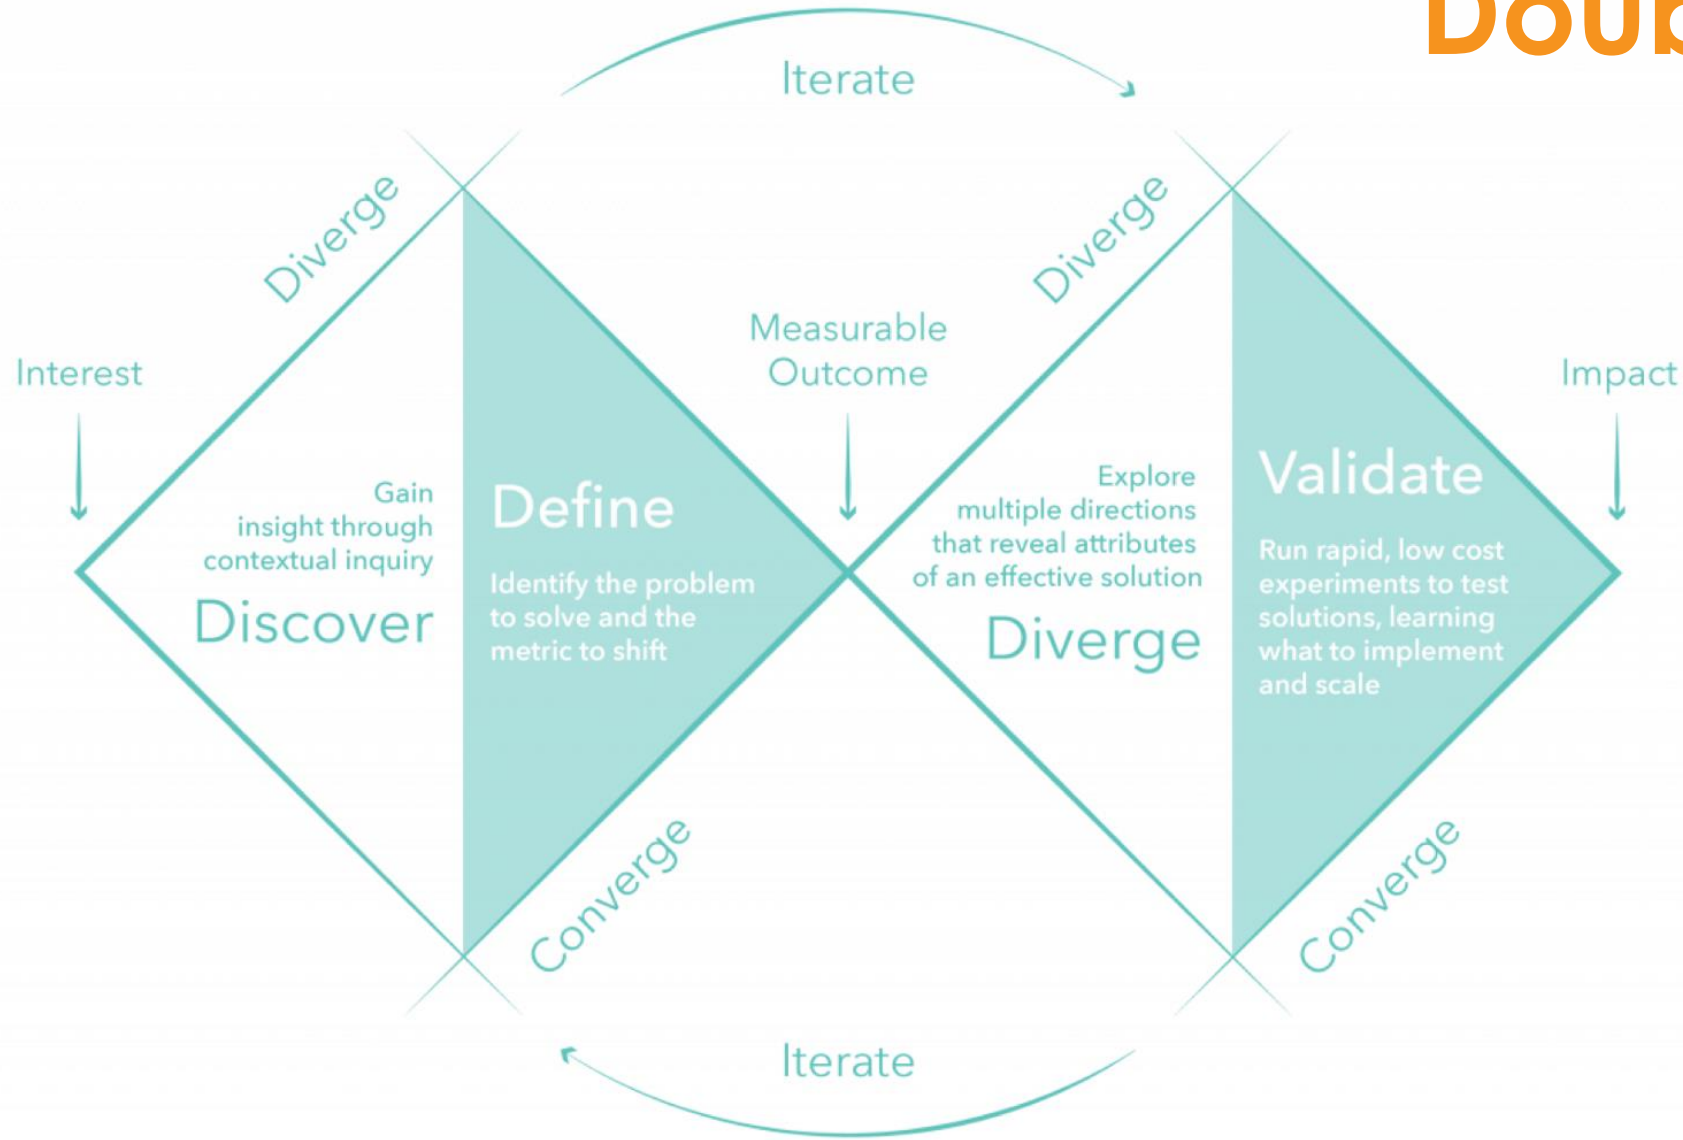 Doub
Iterate
Diverge
Diverge
Interest
Measurable
Outcome
Impact
Gain
insight through
contextual inquiry
Discover
Define
Identify the problem
to solve and the
metric to shift
Explore
multiple directions
that reveal attributes
of an effective solution
Diverge
Validate
Run rapid, low cost
experiments to test
solutions, learning
what to implement
and scale
Converge
Converge
Iterate